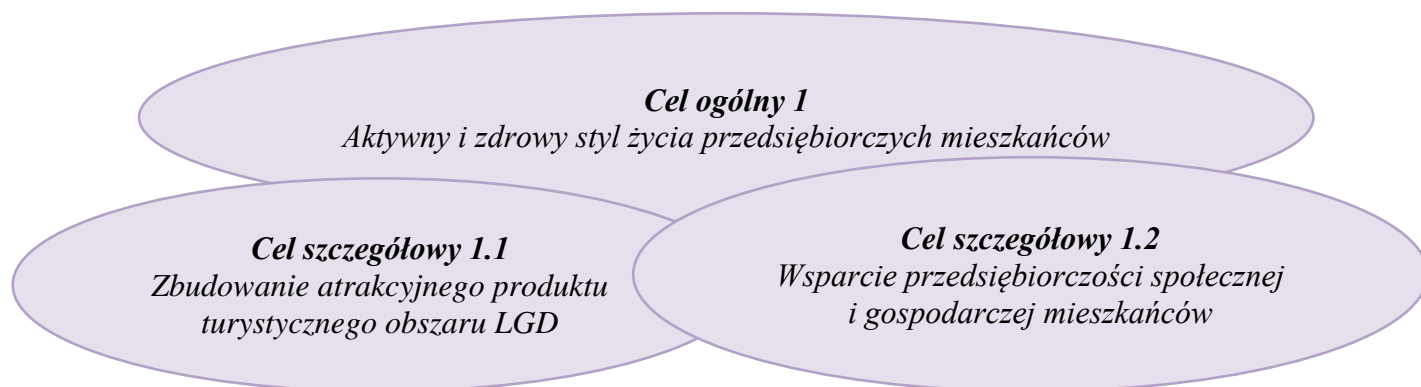 Cel ogólny 1
Aktywny i zdrowy styl życia przedsiębiorczych mieszkańców
Cel szczegółowy 1.1
Zbudowanie atrakcyjnego produktu
turystycznego obszaru LGD
Cel szczegółowy 1.2
Wsparcie przedsiębiorczości społecznej
i gospodarczej mieszkańców